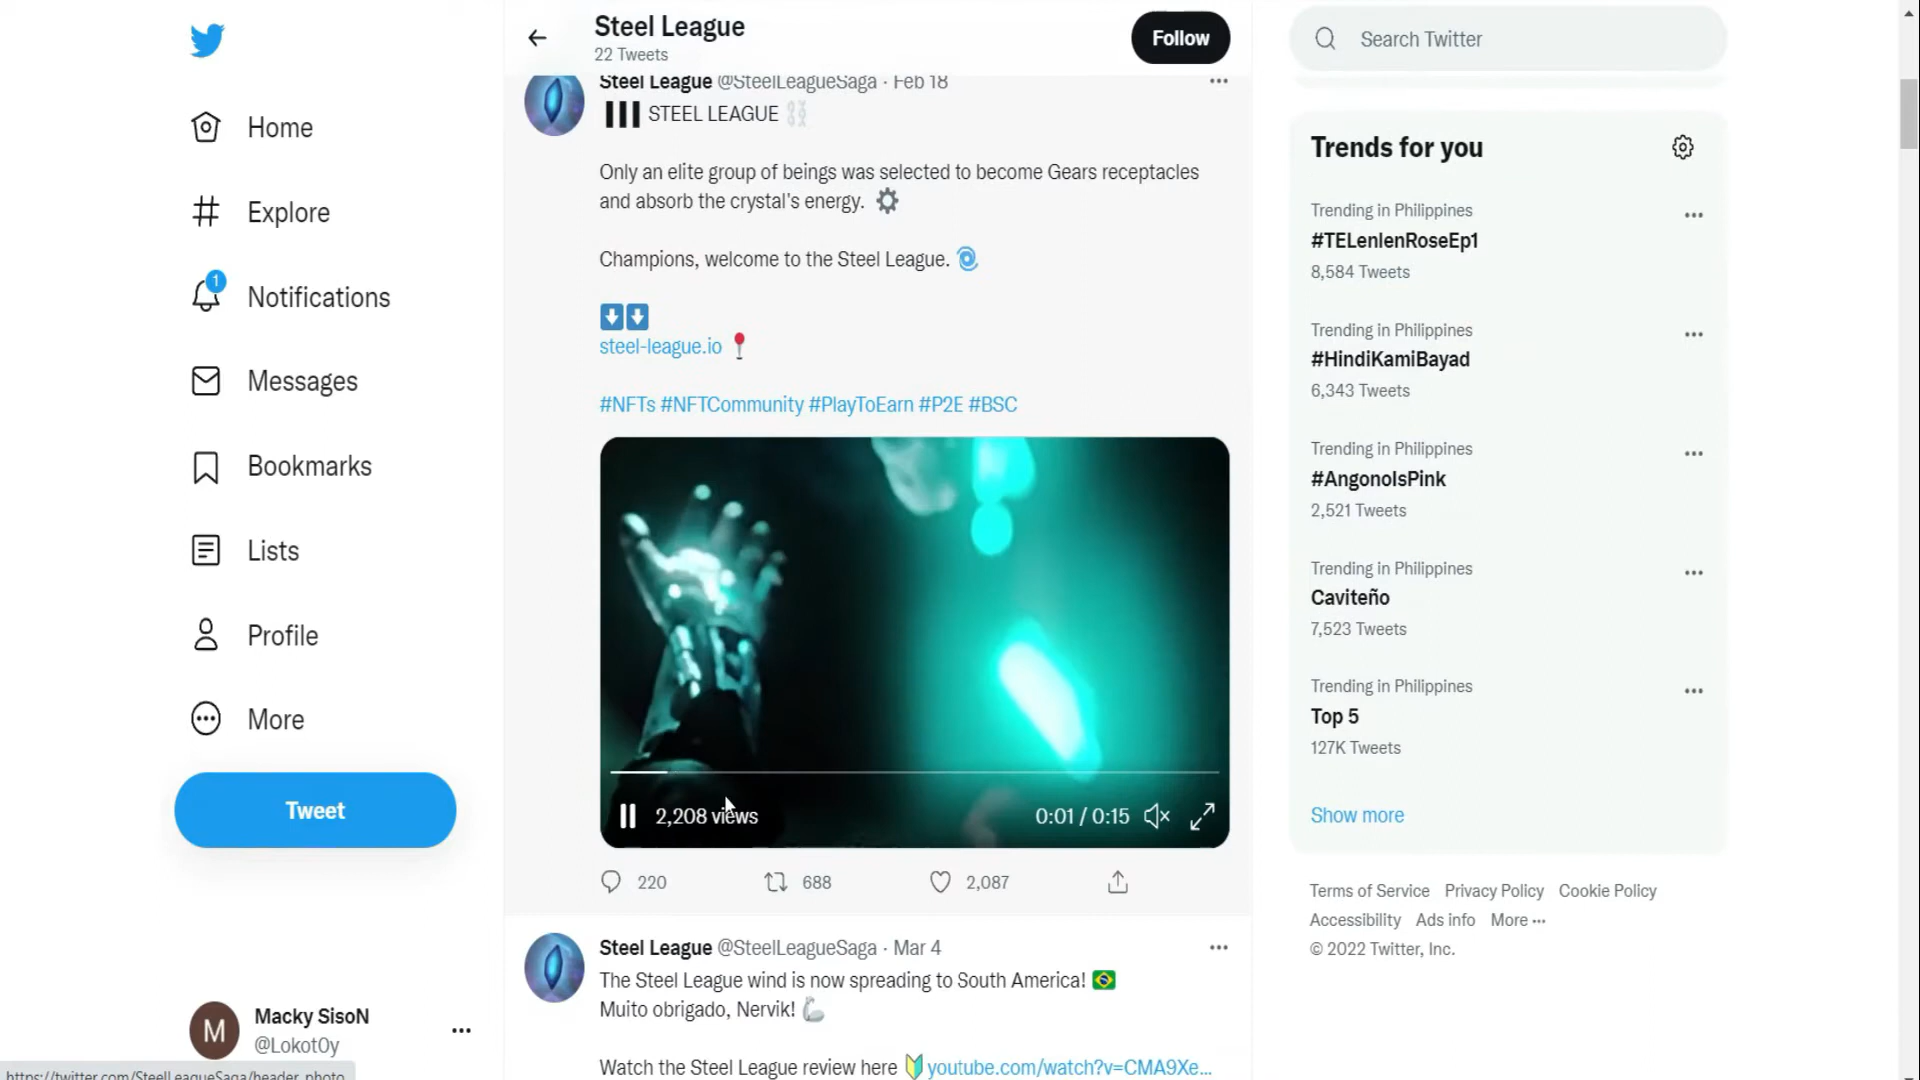 Home
Explore
1
Notifications
Messages
Bookmarks
Lists
Profile
More
Tweet
M
Macky SisoN
@LokotOy
https://twitter.com/SteelLeagueSaga/header_photo
Steel League
22 Tweets
Follow
Steel League @SteelLeagueSaga · Feb 18
STEEL LEAGUE
Only an elite group of beings was selected to become Gears receptacles
and absorb the crystal's energy.
Champions, welcome to the Steel League.
steel-league.io
#NFTs #NFTCommunity #PlayToEarn #P2E #BSC
2,208 views
0:01 / 0:15
220
688
2,087
Steel League @SteelLeagueSaga · Mar 4
The Steel League wind is now spreading to South America!
Muito obrigado, Nervik!
Watch the Steel League review here youtube.com/watch?v=CMA9Xe...
Search Twitter
Trends for you
Trending in Philippines
#TELenlenRoseEp1
8,584 Tweets
Trending in Philippines
#HindiKamiBayad
6,343 Tweets
Trending in Philippines
#AngonoIsPink
2,521 Tweets
Trending in Philippines
Caviteño
7,523 Tweets
Trending in Philippines
Top 5
127K Tweets
Show more
Terms of Service Privacy Policy Cookie Policy
Accessibility Ads info More ···
© 2022 Twitter, Inc.